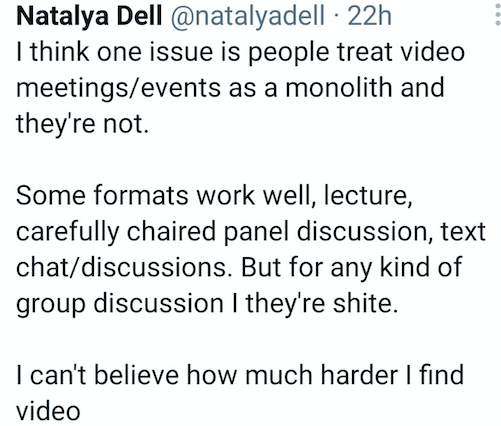 Natalya Dell @natalyadell · 22h
I think one issue is people treat video
meetings/events as a monolith and
they're not.
Some formats work well, lecture,
carefully chaired panel discussion, text
chat/discussions. But for any kind of
group discussion I they're shite.
I can't believe how much harder I find
video